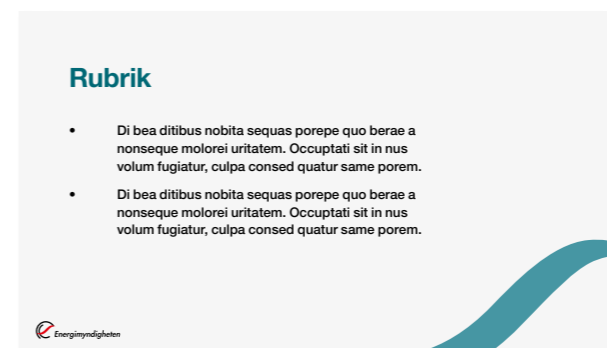 Rubrik
• Di bea ditibus nobita sequas porepe quo berae a
nonseque molorei uritatem. Occuptati sit in nus
volum fugiatur, culpa consed quatur same porem.
• Di bea ditibus nobita sequas porepe quo berae a
nonseque molorei uritatem. Occuptati sit in nus
volum fugiatur, culpa consed quatur same porem.
Energimyndigheten